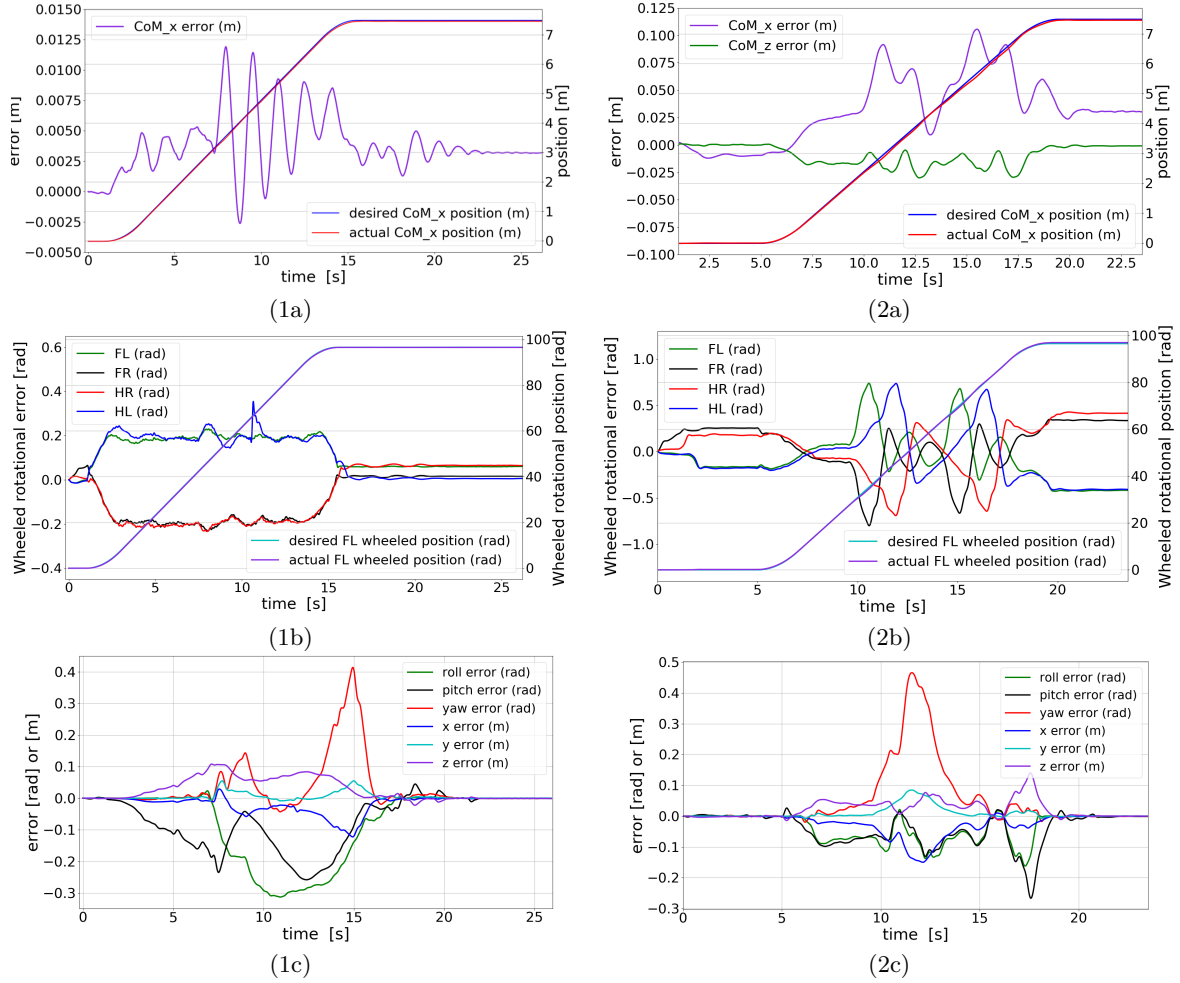 0.0150
0.0125
0.0100
0.0075
0.0050
0.0025
0.0000
−0.0025
−0.0050
error [m]
CoM_x error (m)
desired CoM_x position (m)
actual CoM_x position (m)
7
6
5
4
3
2
1
0
position [m]
0 5 10 15 20 25
time [s]
(1a)
0.125
0.100
0.075
0.050
0.025
0.000
−0.025
−0.050
−0.075
−0.100
error [m]
CoM_x error (m)
CoM_z error (m)
desired CoM_x position (m)
actual CoM_x position (m)
7
6
5
4
3
2
1
0
position [m]
2.5 5.0 7.5 10.0 12.5 15.0 17.5 20.0 22.5
time [s]
(2a)
0.6
0.4
0.2
0.0
−0.2
−0.4
Wheeled rotational error [rad]
FL (rad)
FR (rad)
HR (rad)
HL (rad)
desired FL wheeled position (rad)
actual FL wheeled position (rad)
100
80
60
40
20
0
Wheeled rotational position [rad]
0 5 10 15 20 25
time [s]
(1b)
1.0
0.5
0.0
−0.5
−1.0
Wheeled rotational error [rad]
FL (rad)
FR (rad)
HR (rad)
HL (rad)
desired FL wheeled position (rad)
actual FL wheeled position (rad)
100
80
60
40
20
0
Wheeled rotational position [rad]
0 5 10 15 20
time [s]
(2b)
0.4
0.3
0.2
0.1
0.0
−0.1
−0.2
−0.3
error [rad] or [m]
roll error (rad)
pitch error (rad)
yaw error (rad)
x error (m)
y error (m)
z error (m)
0 5 10 15 20 25
time [s]
(1c)
0.5
0.4
0.3
0.2
0.1
0.0
−0.1
−0.2
−0.3
error [rad] or [m]
roll error (rad)
pitch error (rad)
yaw error (rad)
x error (m)
y error (m)
z error (m)
0 5 10 15 20
time [s]
(2c)